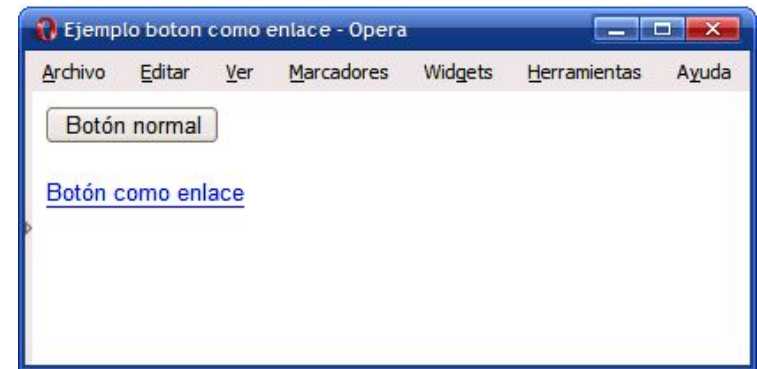 Ejemplo boton como enlace - Opera
Archivo Editar Ver Marcadores Widgets Herramientas Ayuda
Botón normal
Botón como enlace